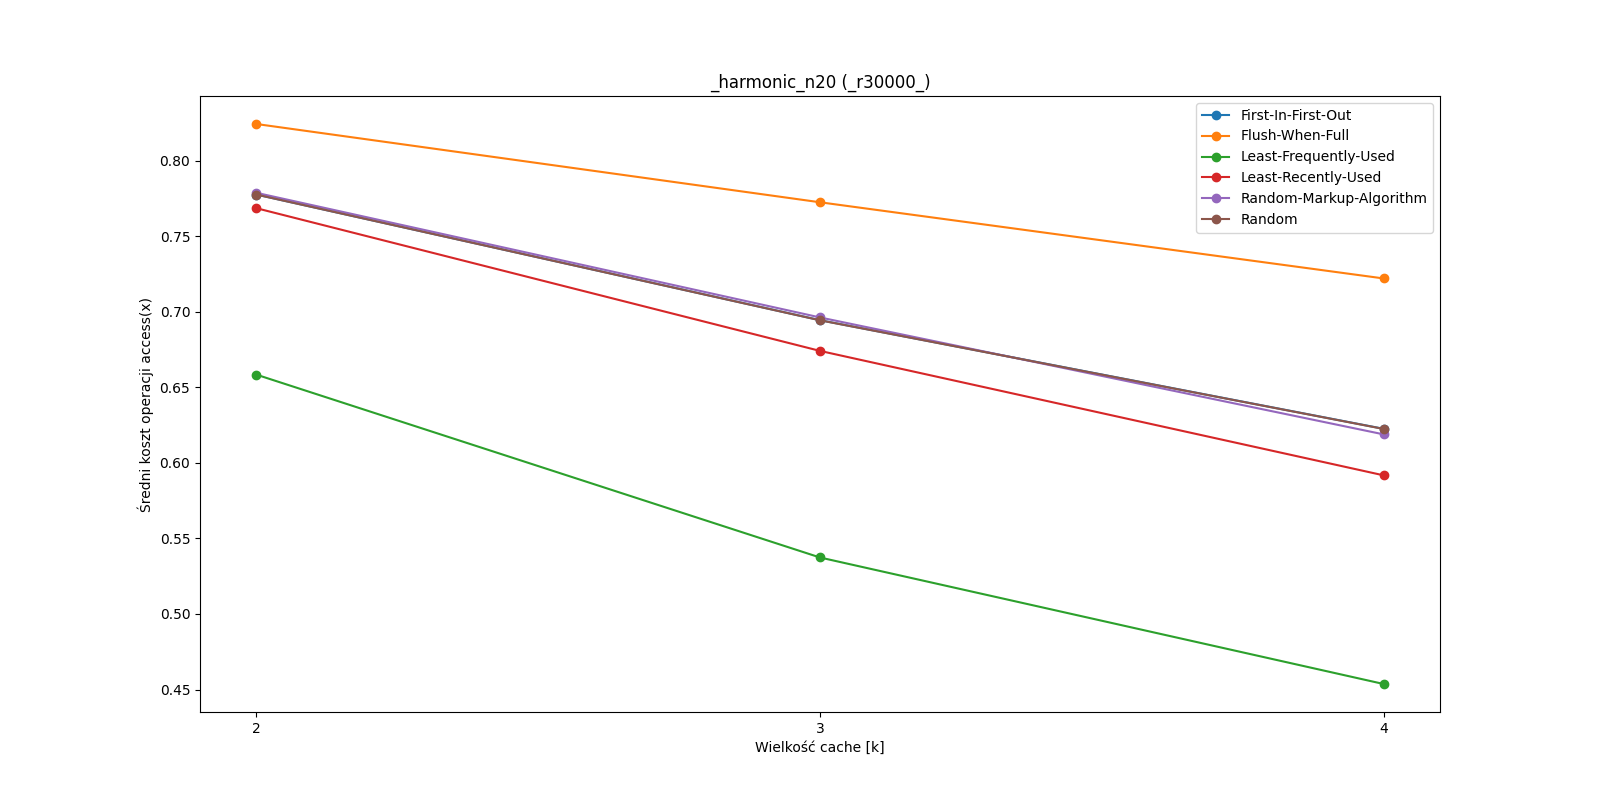 _harmonic_n20 (_r30000_)
First-In-First-Out
Flush-When-Full
Least-Frequently-Used
Least-Recently-Used
Random-Markup-Algorithm
Random
Średni koszt operacji access(x)
0.80
0.75
0.70
0.65
0.60
0.55
0.50
0.45
2 3 4
Wielkość cache [k]